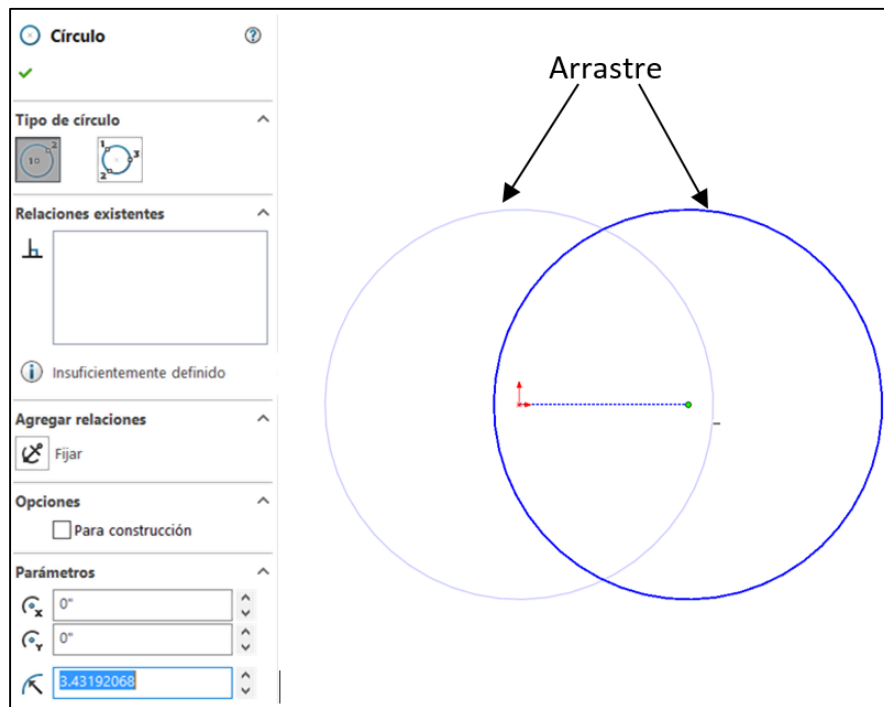 Círculo
Tipo de círculo
Relaciones existentes
Insuficientemente definido
Agregar relaciones
Fijar
Opciones
Para construcción
Parámetros
0"
0"
3.43192068
Arrastre